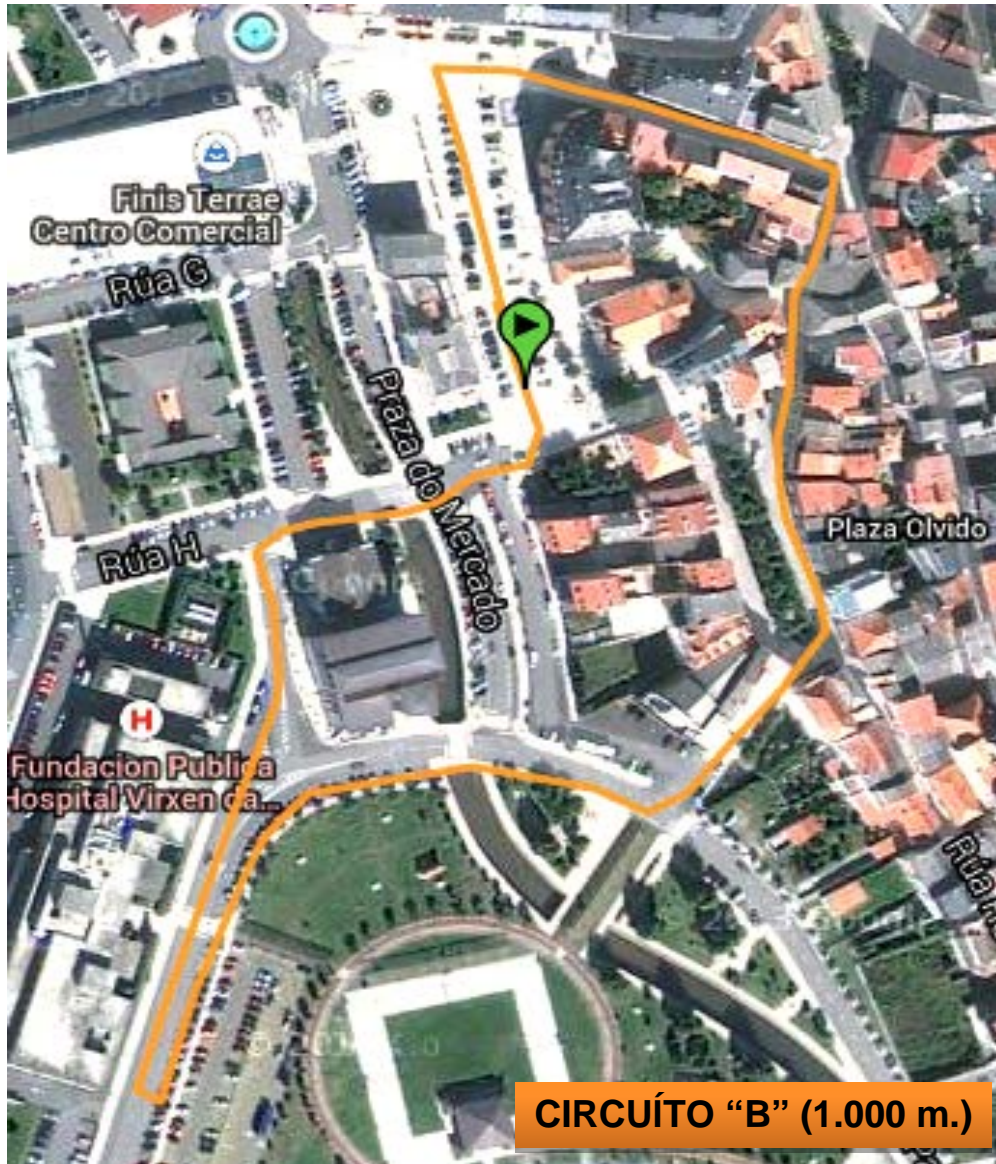 Finis Terrae
Centro Comercial
Rúa G
Praza do Mercado
Rúa H
Plaza Olvido
H
Fundacion Publica
Hospital Virxen da...
Rúa
CIRCUÍTO “B” (1.000 m.)